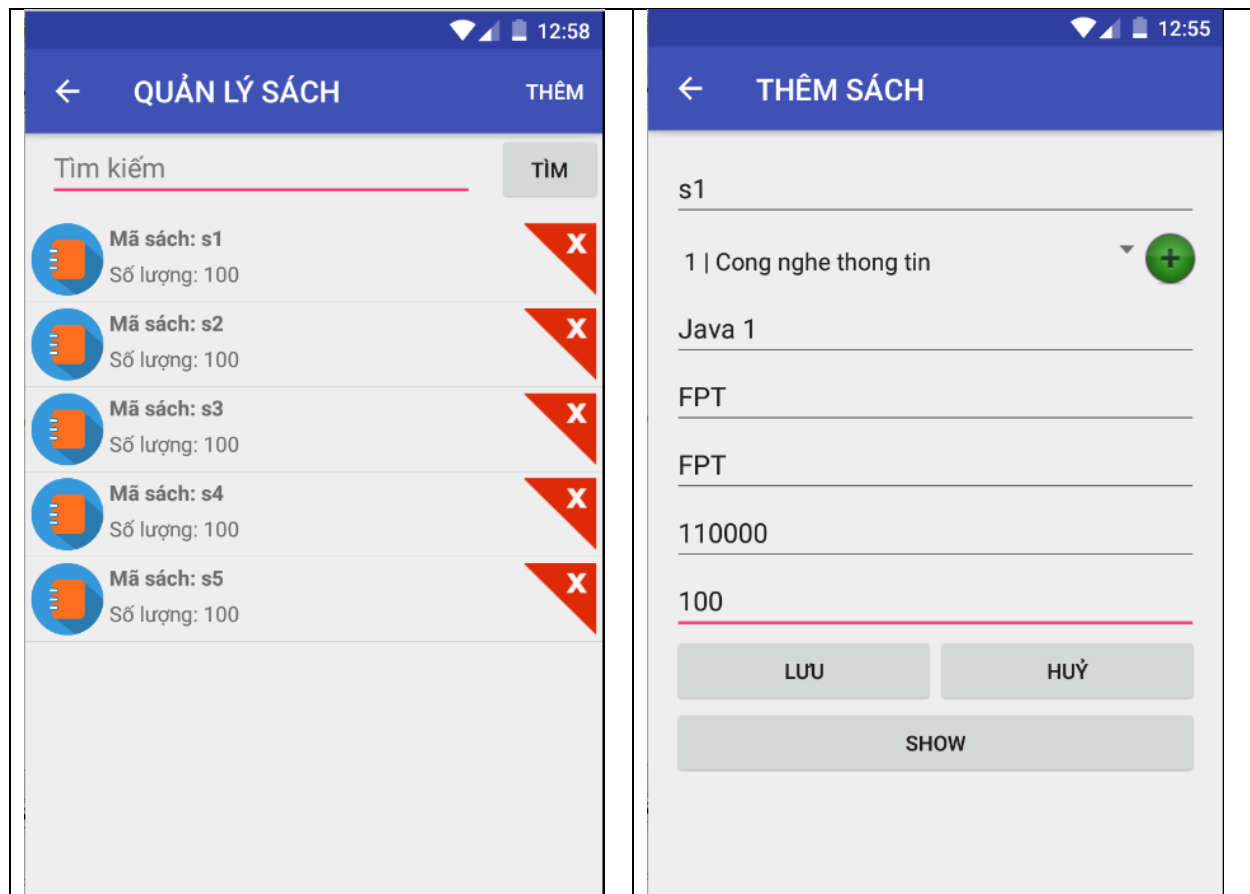 12:58
QUẢN LÝ SÁCH THÊM
Tìm kiếm TÌM
Mã sách: s1
X
Số lượng: 100
Mã sách: s2
X
Số lượng: 100
Mã sách: s3
X
Số lượng: 100
Mã sách: s4
X
Số lượng: 100
Mã sách: s5
X
Số lượng: 100
12:55
THÊM SÁCH
s1
1 | Cong nghe thong tin
Java 1
FPT
FPT
110000
100
LƯU HUỶ
SHOW